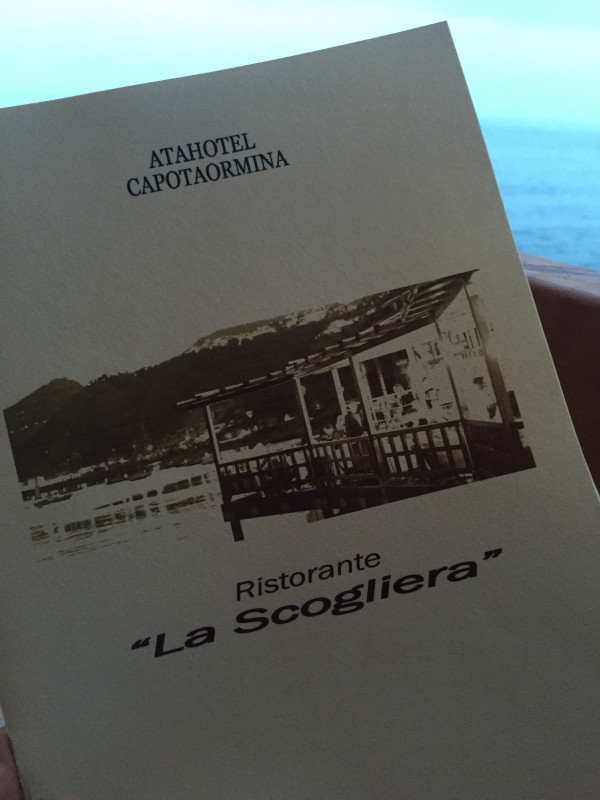 ATAHOTEL
CAPOTAORMINA
Ristorante
“La Scogliera”